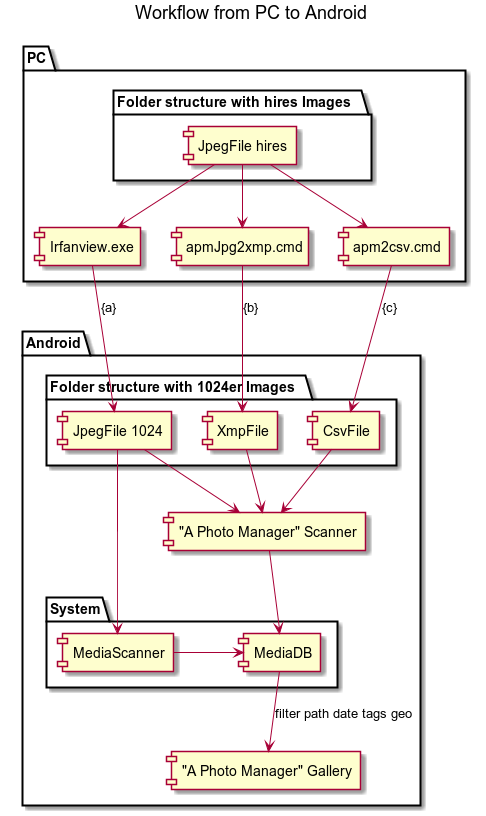 Workflow from PC to Android
PC
Folder structure with hires Images
JpegFile hires
Irfanview.exe
apmJpg2xmp.cmd
apm2csv.cmd
{a}
{b}
{c}
Android
Folder structure with 1024er Images
JpegFile 1024
XmpFile
CsvFile
"A Photo Manager" Scanner
System
MediaScanner
MediaDB
filter path date tags geo
"A Photo Manager" Gallery